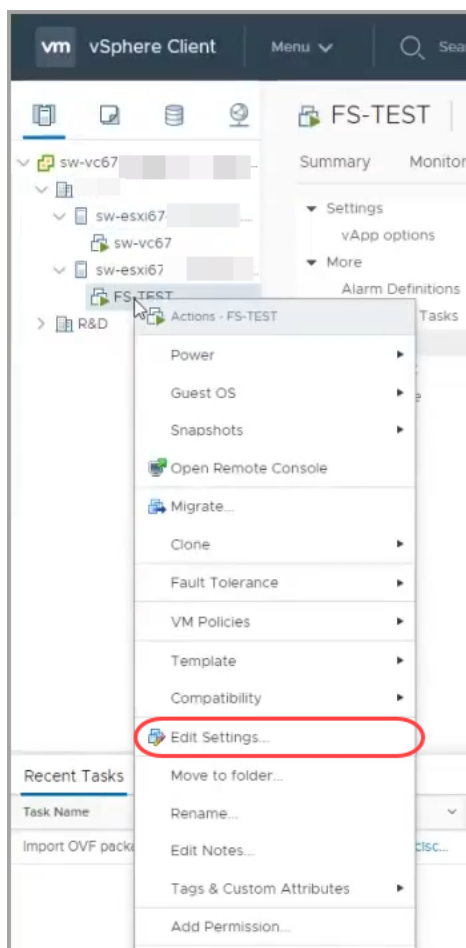 vm vSphere Client Menu Sea
FS-TEST
sw-vc67
Summary Monitor
Settings
sw-esxi67
vApp options
sw-vc67
More
sw-esxi67
Alarm Definitions
FS-TEST
Tasks
R&D
Actions - FS-TEST
Power
Guest OS
Snapshots
Open Remote Console
Migrate...
Clone
Fault Tolerance
VM Policies
Template
Compatibility
Edit Settings...
Recent Tasks
Move to folder...
Task Name
Rename...
Import OVF packa
Edit Notes...
cisc...
Tags & Custom Attributes
Add Permission...